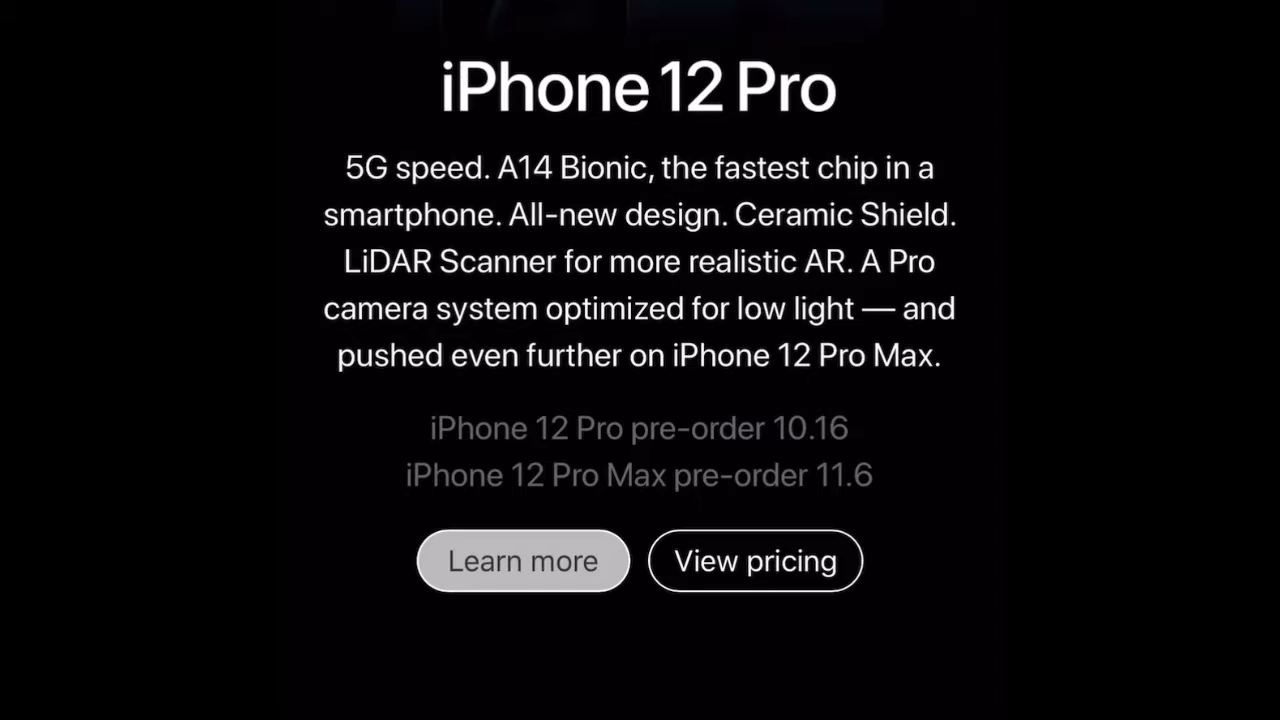 iPhone 12 Pro
5G speed. A14 Bionic, the fastest chip in a
smartphone. All-new design. Ceramic Shield.
LiDAR Scanner for more realistic AR. A Pro
camera system optimized for low light — and
pushed even further on iPhone 12 Pro Max.
iPhone 12 Pro pre-order 10.16
iPhone 12 Pro Max pre-order 11.6
Learn more
View pricing